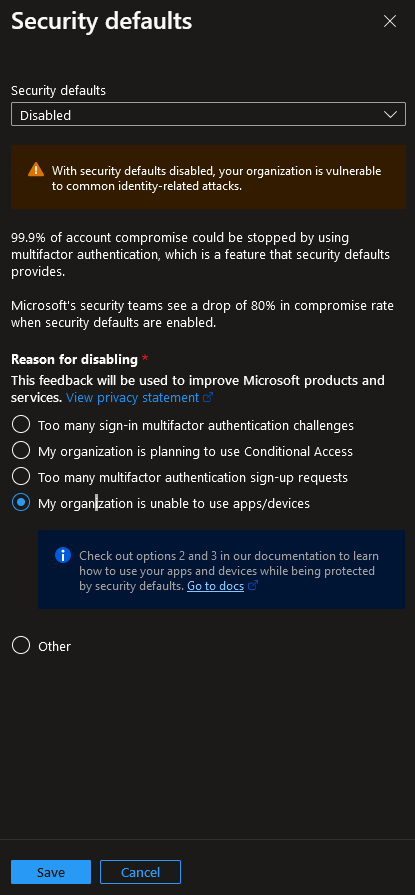 Security defaults
Security defaults
Disabled
With security defaults disabled, your organization is vulnerable
to common identity-related attacks.
99.9% of account compromise could be stopped by using
multifactor authentication, which is a feature that security defaults
provides.
Microsoft's security teams see a drop of 80% in compromise rate
when security defaults are enabled.
Reason for disabling *
This feedback will be used to improve Microsoft products and
services. View privacy statement
Too many sign-in multifactor authentication challenges
My organization is planning to use Conditional Access
Too many multifactor authentication sign-up requests
My organization is unable to use apps/devices
Check out options 2 and 3 in our documentation to learn
how to use your apps and devices while being protected
by security defaults. Go to docs
Other
Save Cancel